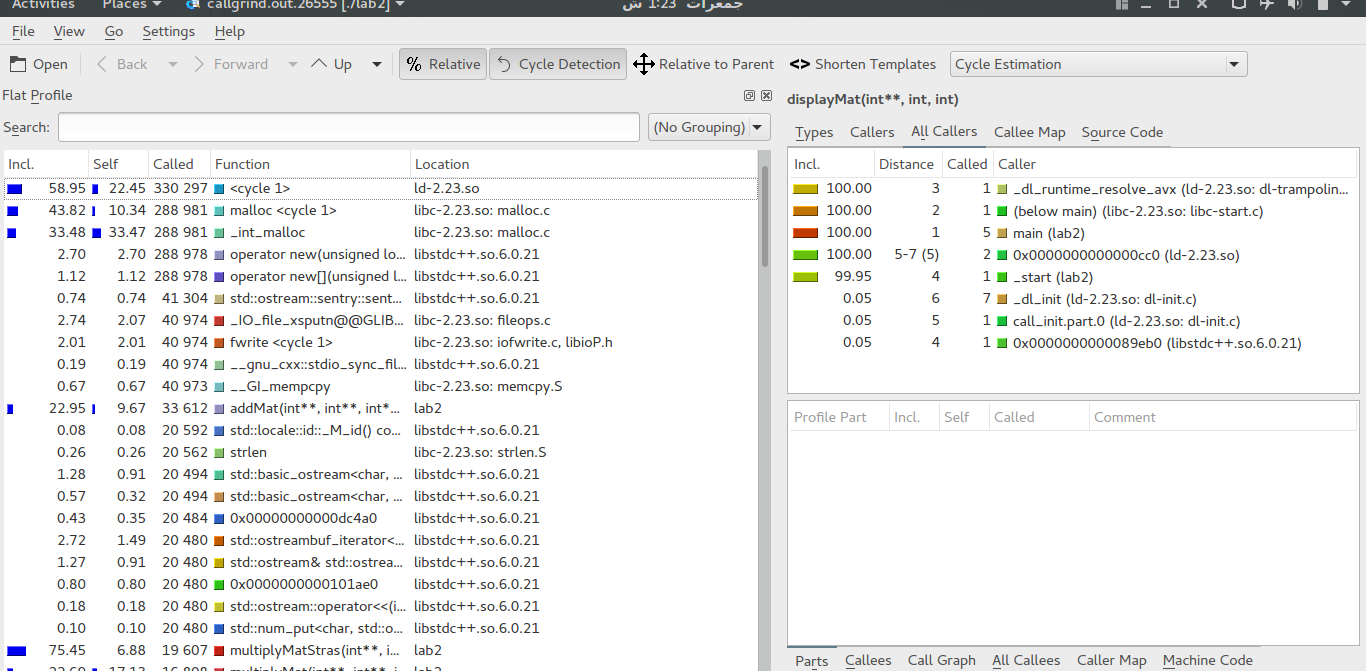 Activities Places callgrind.out.26555 [./lab2] جمعرات 1:23 ش
File View Go Settings Help
Open Back Forward Up % Relative Cycle Detection Relative to Parent <> Shorten Templates Cycle Estimation
Flat Profile
Search: (No Grouping)
Incl. Self Called Function Location
58.95 22.45 330 297 <cycle 1> ld-2.23.so
43.82 10.34 288 981 malloc <cycle 1> libc-2.23.so: malloc.c
33.48 33.47 288 981 _int_malloc libc-2.23.so: malloc.c
2.70 2.70 288 978 operator new(unsigned lo... libstdc++.so.6.0.21
1.12 1.12 288 978 operator new[](unsigned l... libstdc++.so.6.0.21
0.74 0.74 41 304 std::ostream::sentry::sent... libstdc++.so.6.0.21
2.74 2.07 40 974 _IO_file_xsputn@@GLIB... libc-2.23.so: fileops.c
2.01 2.01 40 974 fwrite <cycle 1> libc-2.23.so: iofwrite.c, libioP.h
0.19 0.19 40 974 __gnu_cxx::stdio_sync_fil... libstdc++.so.6.0.21
0.67 0.67 40 973 __GI_mempcpy libc-2.23.so: memcpy.S
22.95 9.67 33 612 addMat(int**, int**, int*... lab2
0.08 0.08 20 592 std::locale::id::_M_id() co... libstdc++.so.6.0.21
0.26 0.26 20 562 strlen libc-2.23.so: strlen.S
1.28 0.91 20 494 std::basic_ostream<char, ... libstdc++.so.6.0.21
0.57 0.32 20 494 std::basic_ostream<char, ... libstdc++.so.6.0.21
0.43 0.35 20 484 0x00000000000dc4a0 libstdc++.so.6.0.21
2.72 1.49 20 480 std::ostreambuf_iterator<... libstdc++.so.6.0.21
1.27 0.91 20 480 std::ostream& std::ostrea... libstdc++.so.6.0.21
0.80 0.80 20 480 0x0000000000101ae0 libstdc++.so.6.0.21
0.18 0.18 20 480 std::ostream::operator<<(i... libstdc++.so.6.0.21
0.10 0.10 20 480 std::num_put<char, std::o... libstdc++.so.6.0.21
75.45 6.88 19 607 multiplyMatStras(int**, i... lab2
displayMat(int**, int, int)
Types Callers All Callers Callee Map Source Code
Incl. Distance Called Caller
100.00 3 1 _dl_runtime_resolve_avx (ld-2.23.so: dl-trampolin...
100.00 2 1 (below main) (libc-2.23.so: libc-start.c)
100.00 1 5 main (lab2)
100.00 5-7 (5) 2 0x0000000000000cc0 (ld-2.23.so)
99.95 4 1 _start (lab2)
0.05 6 7 _dl_init (ld-2.23.so: dl-init.c)
0.05 5 1 call_init.part.0 (ld-2.23.so: dl-init.c)
0.05 4 1 0x0000000000089eb0 (libstdc++.so.6.0.21)
Profile Part Incl. Self Called Comment
Parts Callees Call Graph All Callees Caller Map Machine Code